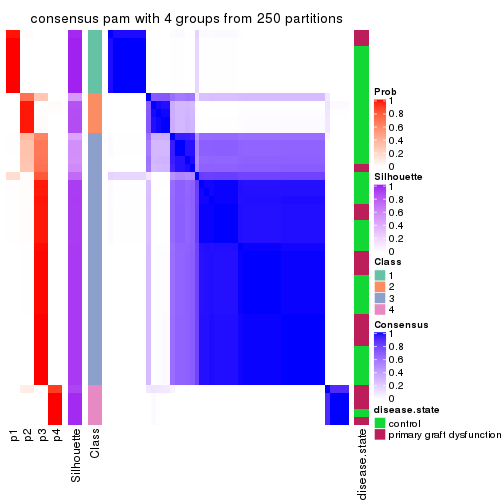 consensus pam with 4 groups from 250 partitions
Prob
1
0.8
0.6
0.4
0.2
0
Silhouette
1
0.8
0.6
0.4
0.2
0
Class
1
2
3
4
Consensus
1
0.8
0.6
0.4
0.2
0
disease.state
control
primary graft dysfunction
p1
p2
p3
p4
Silhouette
Class
disease.state